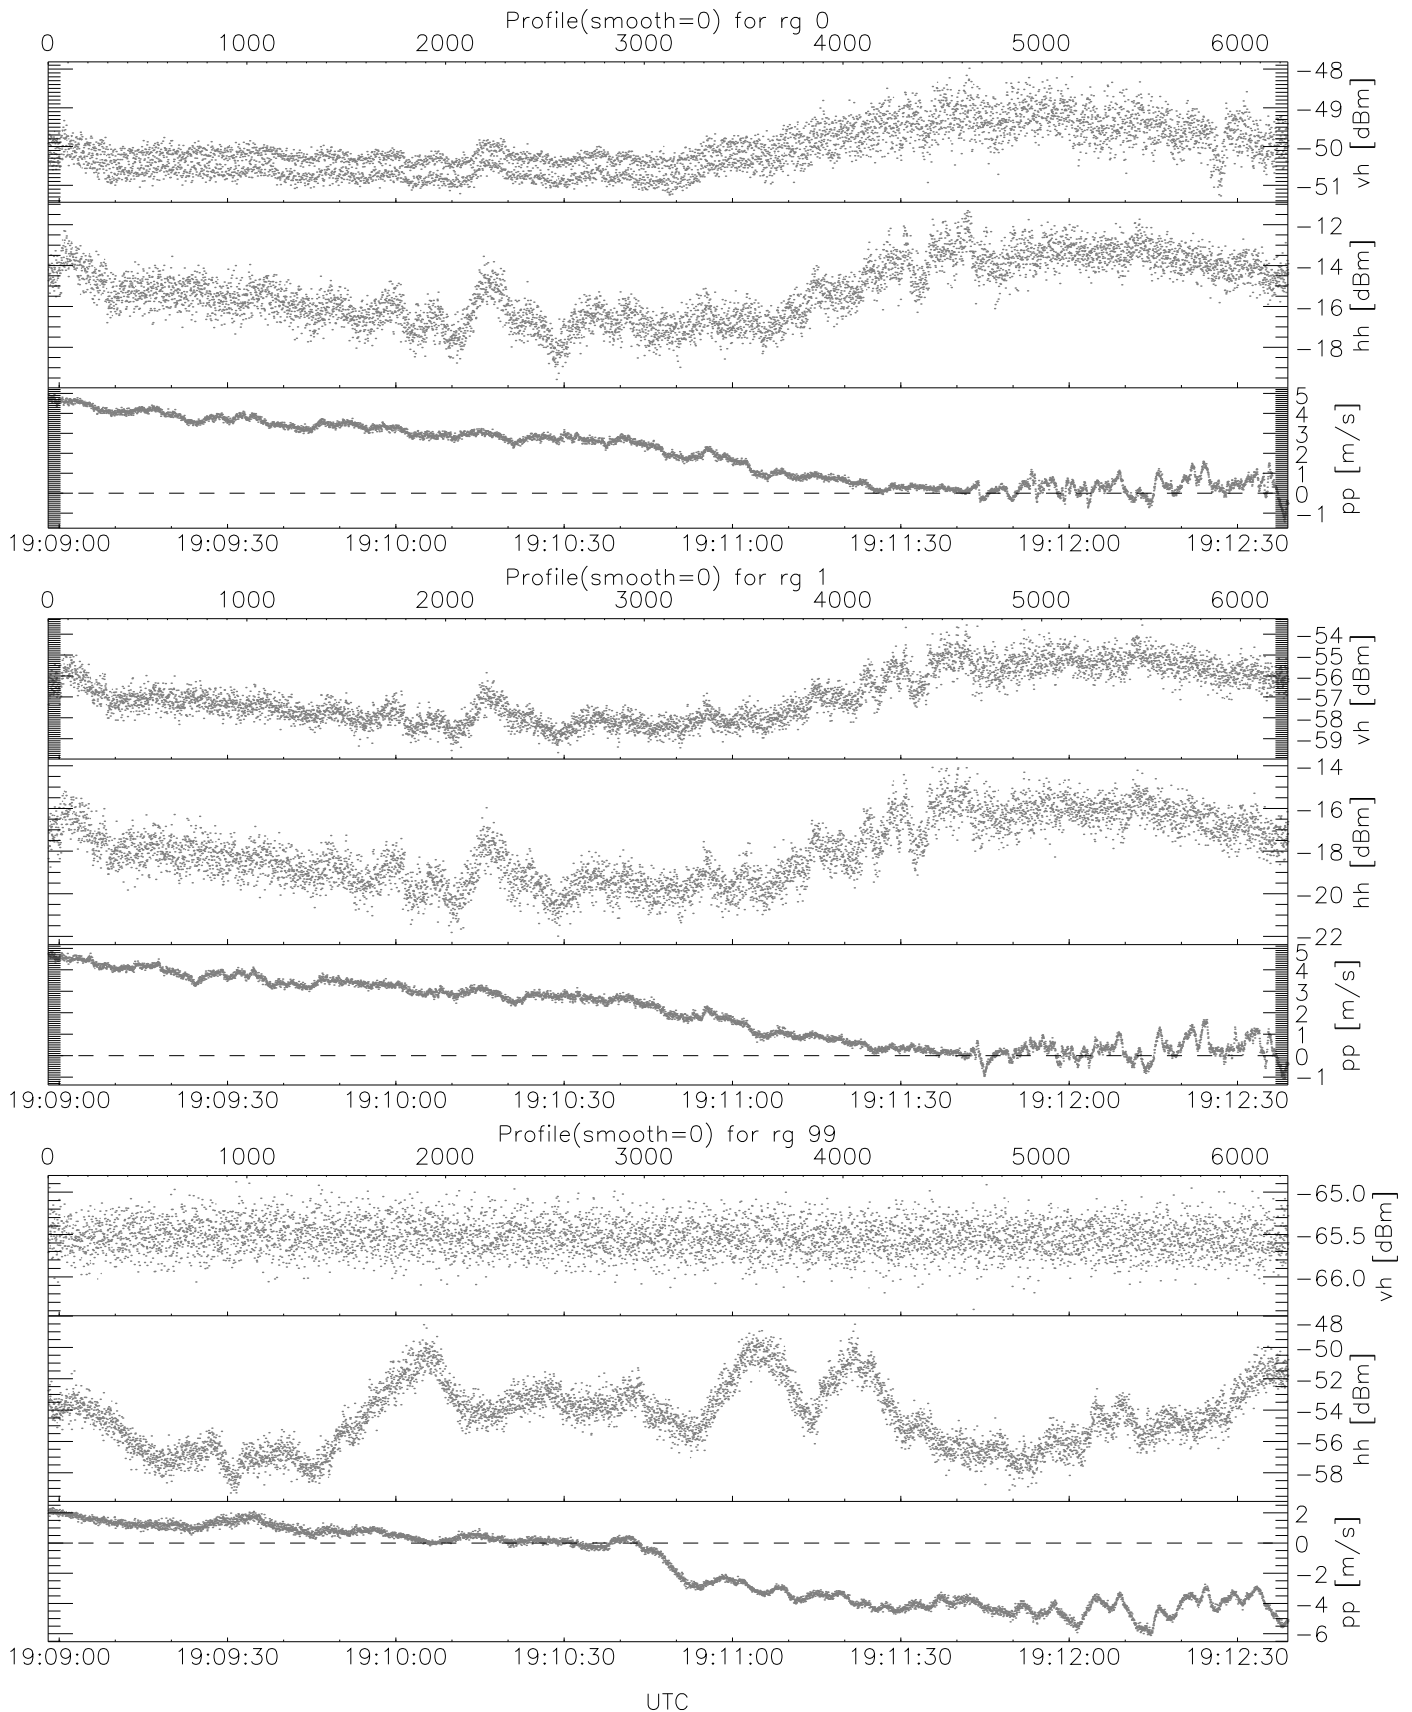 Profile(smooth=0) for rg 0
0 1000 2000 3000 4000 5000 6000
-48
-49
-50
-51
vh [dBm]
-12
-14
-16
-18
hh [dBm]
5
4
3
2
1
0
-1
pp [m/s]
19:09:00 19:09:30 19:10:00 19:10:30 19:11:00 19:11:30 19:12:00 19:12:30
Profile(smooth=0) for rg 1
0 1000 2000 3000 4000 5000 6000
-54
-55
-56
-57
-58
-59
vh [dBm]
-14
-16
-18
-20
-22
hh [dBm]
5
4
3
2
1
0
-1
pp [m/s]
19:09:00 19:09:30 19:10:00 19:10:30 19:11:00 19:11:30 19:12:00 19:12:30
Profile(smooth=0) for rg 99
0 1000 2000 3000 4000 5000 6000
-65.0
-65.5
-66.0
vh [dBm]
-48
-50
-52
-54
-56
-58
hh [dBm]
2
0
-2
-4
-6
pp [m/s]
19:09:00 19:09:30 19:10:00 19:10:30 19:11:00 19:11:30 19:12:00 19:12:30
UTC